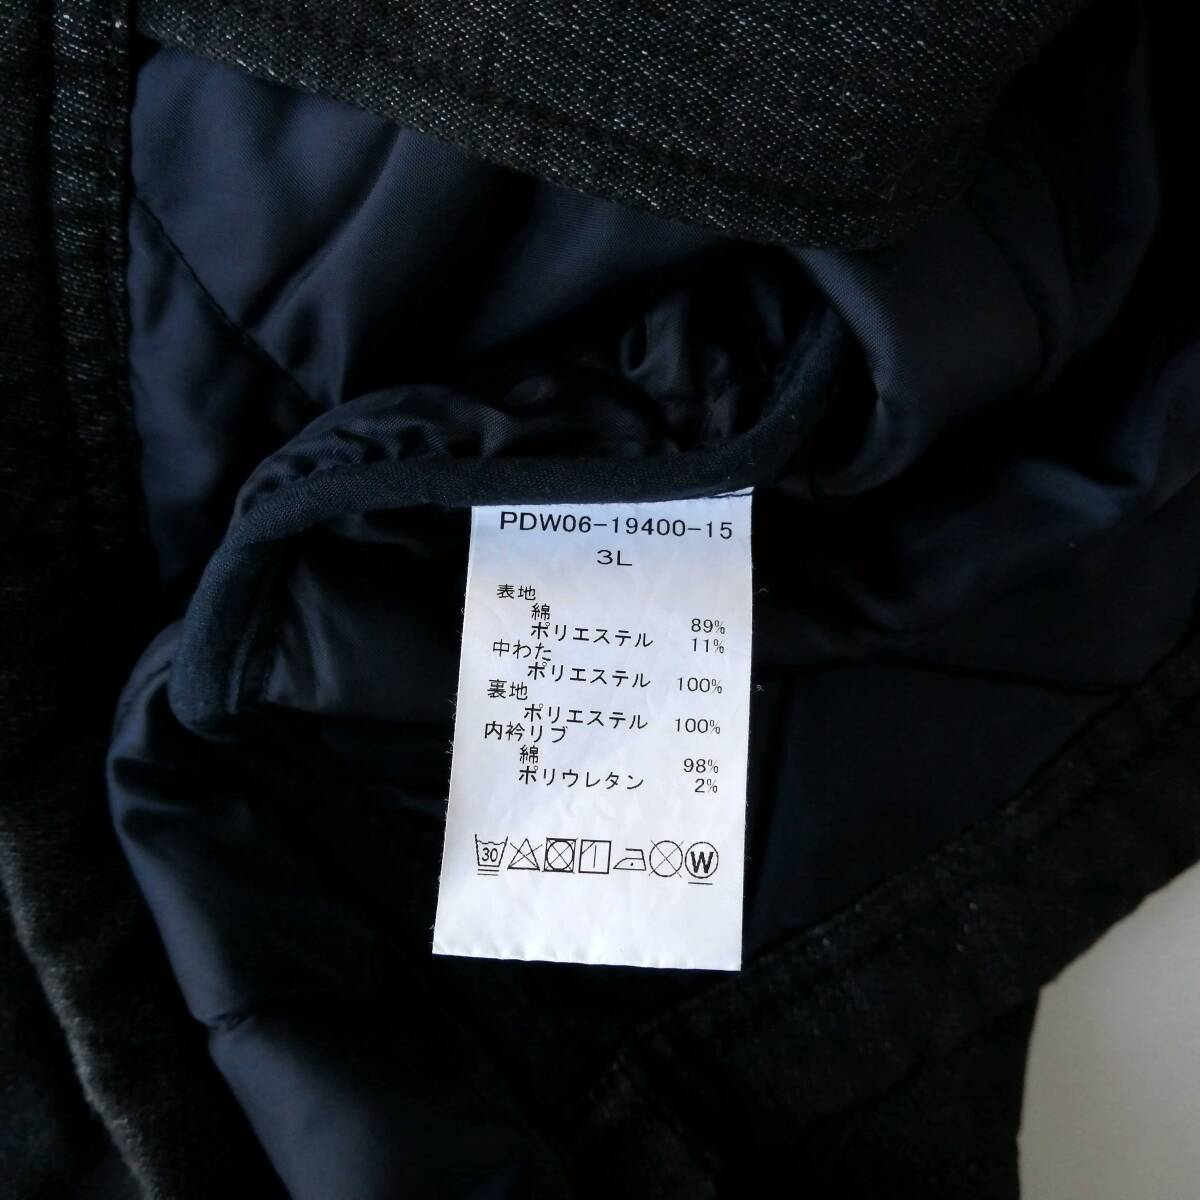 PDW06-19400-15
3L
表地
綿 89%
ポリエステル 11%
中わた
ポリエステル 100%
裏地
ポリエステル 100%
内衿リブ
綿 98%
ポリウレタン 2%
30 W